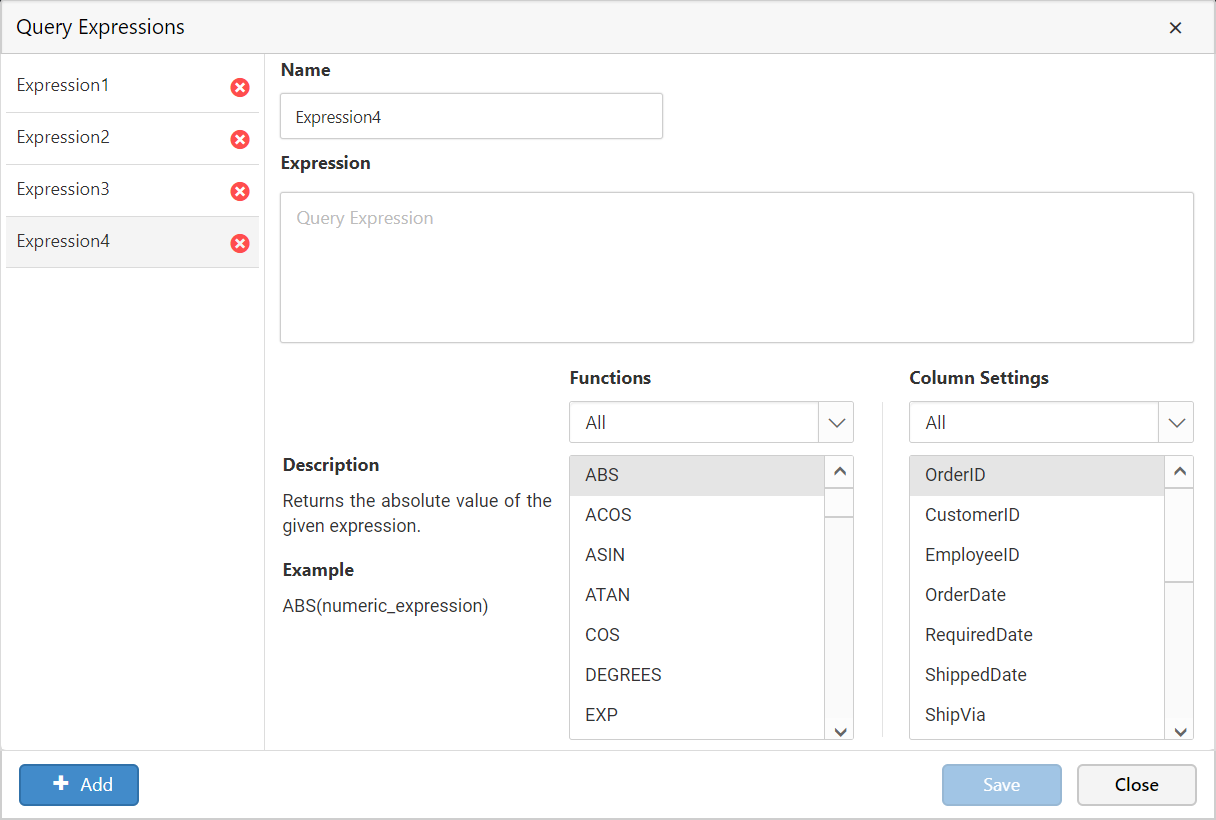 Query Expressions
Expression1
Expression2
Expression3
Expression4
Name
Expression4
Expression
Query Expression
Functions
All
ABS
ACOS
ASIN
ATAN
COS
DEGREES
EXP
Column Settings
All
OrderID
CustomerID
EmployeeID
OrderDate
RequiredDate
ShippedDate
ShipVia
Description
Returns the absolute value of the
given expression.
Example
ABS(numeric_expression)
Add
Save
Close